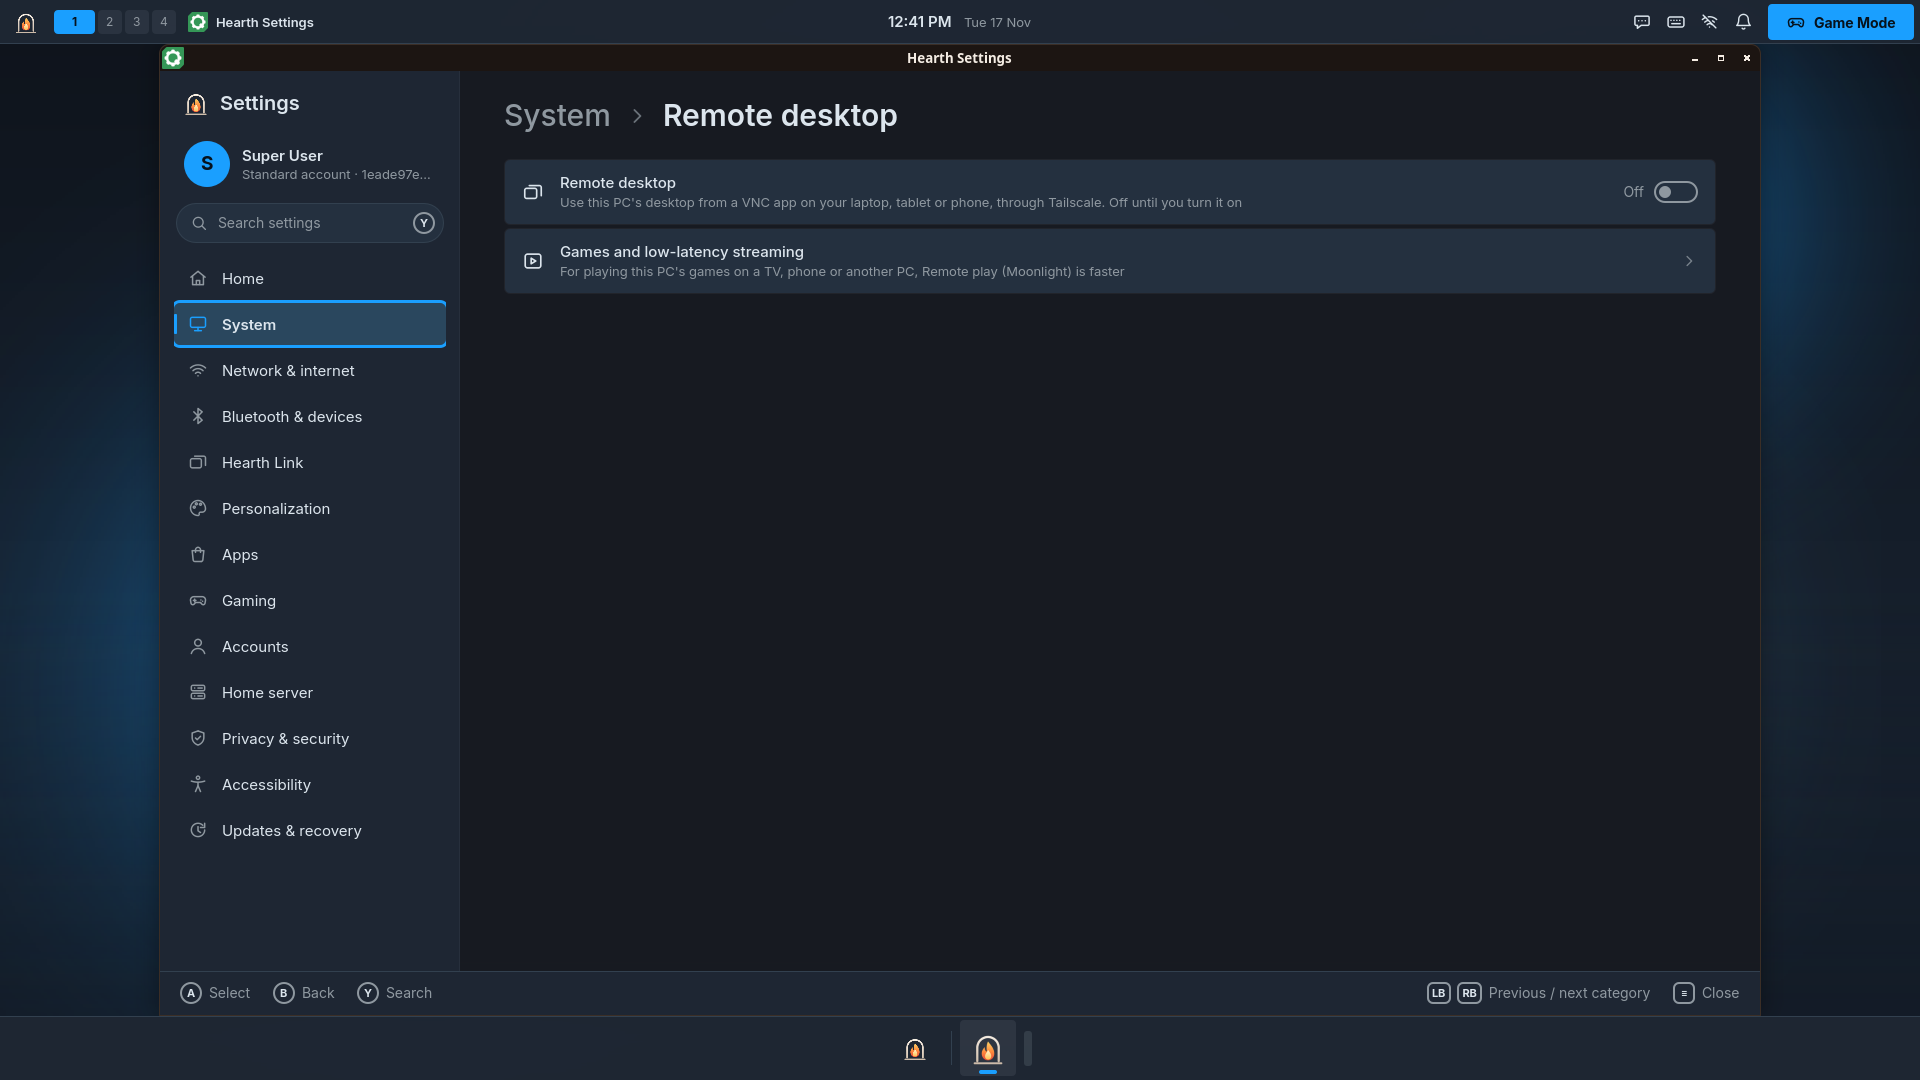 1 2 3 4 Hearth Settings 12:41 PM Tue 17 Nov Game Mode
Hearth Settings
Settings
S
Super User
Standard account · 1eade97e...
Search settings Y
Home
System
Network & internet
Bluetooth & devices
Hearth Link
Personalization
Apps
Gaming
Accounts
Home server
Privacy & security
Accessibility
Updates & recovery
System > Remote desktop
Remote desktop
Use this PC's desktop from a VNC app on your laptop, tablet or phone, through Tailscale. Off until you turn it on
Off
Games and low-latency streaming
For playing this PC's games on a TV, phone or another PC, Remote play (Moonlight) is faster
A Select B Back Y Search LB RB Previous / next category ≡ Close